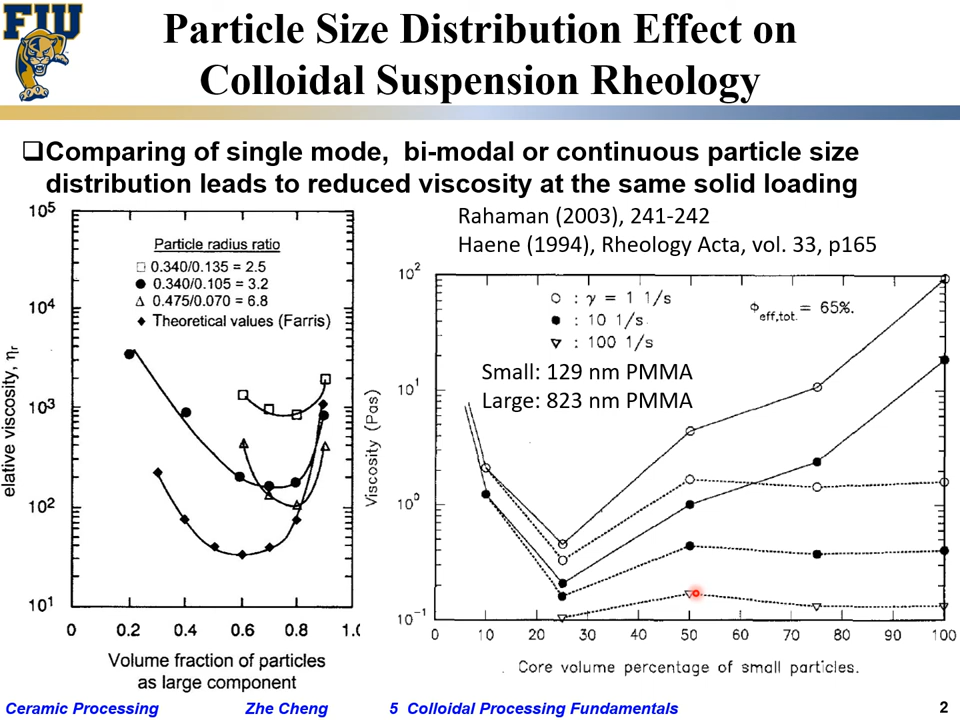 FIU
Particle Size Distribution Effect on
Colloidal Suspension Rheology
❑Comparing of single mode, bi-modal or continuous particle size
distribution leads to reduced viscosity at the same solid loading
Rahaman (2003), 241-242
Haene (1994), Rheology Acta, vol. 33, p165
10⁵
10⁴
10³
10²
10¹
elative viscosity, ηr
Particle radius ratio
□ 0.340/0.135 = 2.5
● 0.340/0.105 = 3.2
△ 0.475/0.070 = 6.8
◆ Theoretical values (Farris)
0 0.2 0.4 0.6 0.8 1.(
Volume fraction of particles
as large component
10²
10¹
10⁰
10⁻¹
Viscosity (Pas)
○ : γ = 1 1/s
● : 10 1/s
▽ : 100 1/s
Φeff,tot. = 65%.
Small: 129 nm PMMA
Large: 823 nm PMMA
0 10 20 30 40 50 60 70 80 90 100
Core volume percentage of small particles.
Ceramic Processing Zhe Cheng 5 Colloidal Processing Fundamentals 2